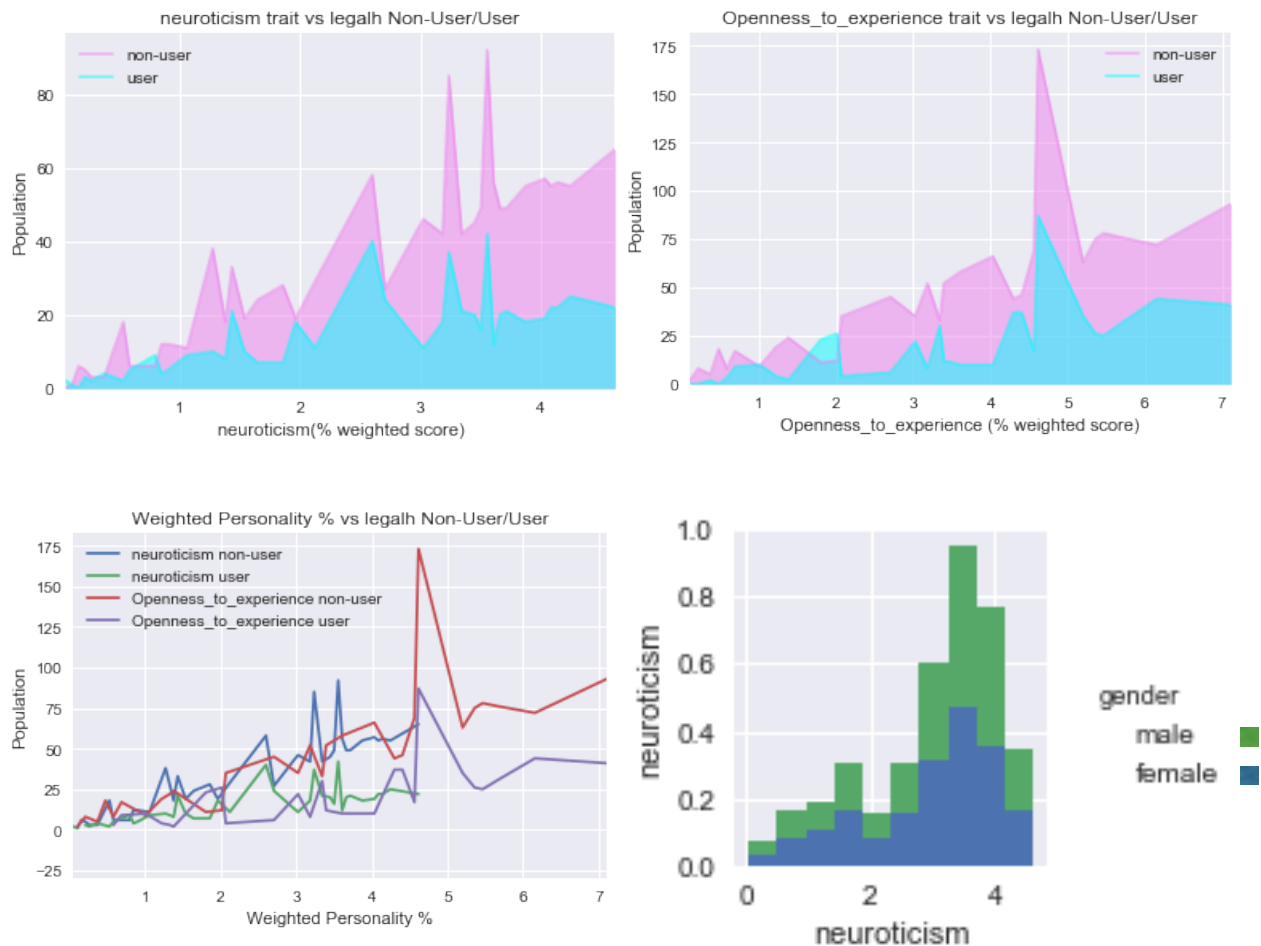 neuroticism trait vs legalh Non-User/User
non-user
user
80
60
40
20
0
Population
1 2 3 4
neuroticism(% weighted score)
Openness_to_experience trait vs legalh Non-User/User
non-user
user
175
150
125
100
75
50
25
0
Population
1 2 3 4 5 6 7
Openness_to_experience (% weighted score)
Weighted Personality % vs legalh Non-User/User
neuroticism non-user
neuroticism user
Openness_to_experience non-user
Openness_to_experience user
175
150
125
100
75
50
25
0
−25
Population
1 2 3 4 5 6 7
Weighted Personality %
1.0
0.8
0.6
0.4
0.2
0.0
neuroticism
0 2 4
neuroticism
gender
male
female